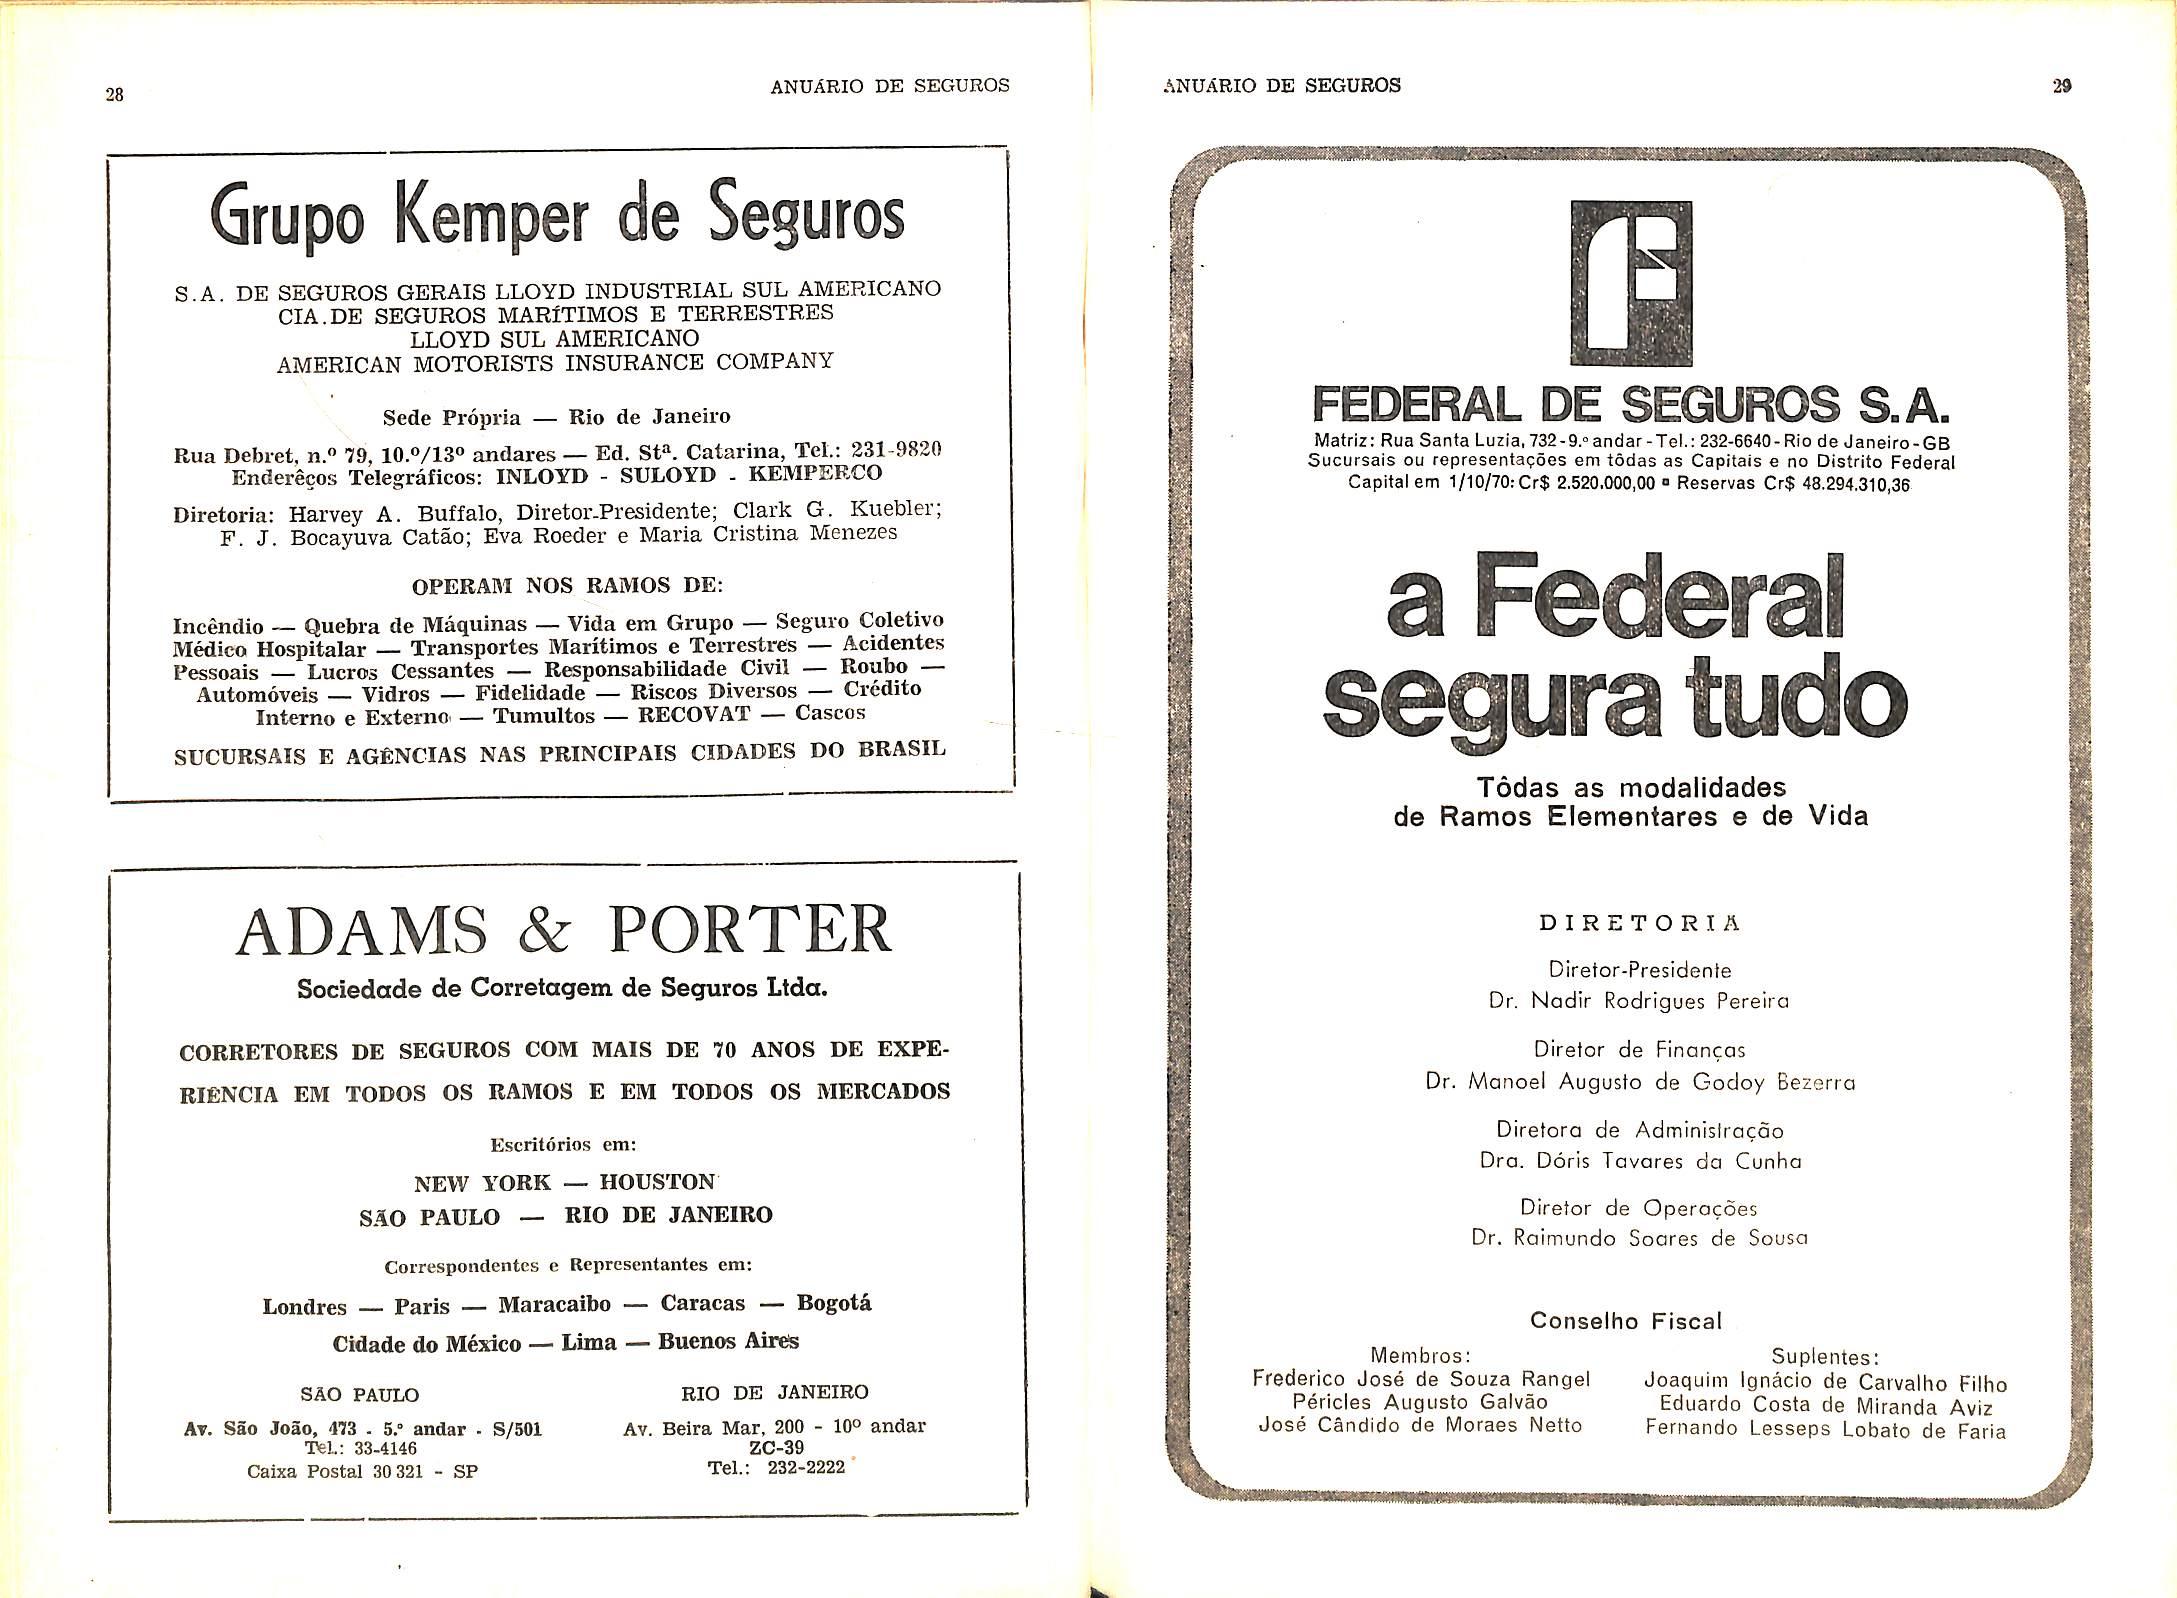 28
ANUÁRIO DE SEGUROS
Grupo Kemper de Seguros
S.A. DE SEGUROS GERAIS LLOYD INDUSTRIAL SUL AMERICANO
CIA.DE SEGUROS MARÍTIMOS E TERRESTRES
LLOYD SUL AMERICANO
AMERICAN MOTORISTS INSURANCE COMPANY
Sede Própria — Rio de Janeiro
Rua Debret, n.º 79, 10.º/13º andares — Ed. Stª. Catarina, Tel.: 231-9820
Enderêços Telegráficos: INLOYD - SULOYD - KEMPERCO
Diretoria: Harvey A. Buffalo, Diretor-Presidente; Clark G. Kuebler;
F. J. Bocayuva Catão; Eva Roeder e Maria Cristina Menezes
OPERAM NOS RAMOS DE:
Incêndio — Quebra de Máquinas — Vida em Grupo — Seguro Coletivo
Médico Hospitalar — Transportes Marítimos e Terrestres — Acidentes
Pessoais — Lucros Cessantes — Responsabilidade Civil — Roubo —
Automóveis — Vidros — Fidelidade — Riscos Diversos — Crédito
Interno e Externo — Tumultos — RECOVAT — Cascos
SUCURSAIS E AGÊNCIAS NAS PRINCIPAIS CIDADES DO BRASIL
ADAMS & PORTER
Sociedade de Corretagem de Seguros Ltda.
CORRETORES DE SEGUROS COM MAIS DE 70 ANOS DE EXPE-
RIÊNCIA EM TODOS OS RAMOS E EM TODOS OS MERCADOS
Escritórios em:
NEW YORK — HOUSTON
SÃO PAULO — RIO DE JANEIRO
Correspondentes e Representantes em:
Londres — Paris — Maracaibo — Caracas — Bogotá
Cidade do México — Lima — Buenos Aires
SÃO PAULO
Av. São João, 473 - 5.º andar - S/501
Tel.: 33-4146
Caixa Postal 30 321 - SP
RIO DE JANEIRO
Av. Beira Mar, 200 - 10º andar
ZC-39
Tel.: 232-2222
ANUÁRIO DE SEGUROS
29
FEDERAL DE SEGUROS S.A.
Matriz: Rua Santa Luzia, 732-9.º andar - Tel.: 232-6640 - Rio de Janeiro - GB
Sucursais ou representações em tôdas as Capitais e no Distrito Federal
Capital em 1/10/70: Cr$ 2.520.000,00 ▫ Reservas Cr$ 48.294.310,36
a Federal
segura tudo
Tôdas as modalidades
de Ramos Elementares e de Vida
DIRETORIA
Diretor-Presidente
Dr. Nadir Rodrigues Pereira
Diretor de Finanças
Dr. Manoel Augusto de Godoy Bezerra
Diretora de Administração
Dra. Dóris Tavares da Cunha
Diretor de Operações
Dr. Raimundo Soares de Sousa
Conselho Fiscal
Membros:
Frederico José de Souza Rangel
Péricles Augusto Galvão
José Cândido de Moraes Netto
Suplentes:
Joaquim Ignácio de Carvalho Filho
Eduardo Costa de Miranda Aviz
Fernando Lesseps Lobato de Faria